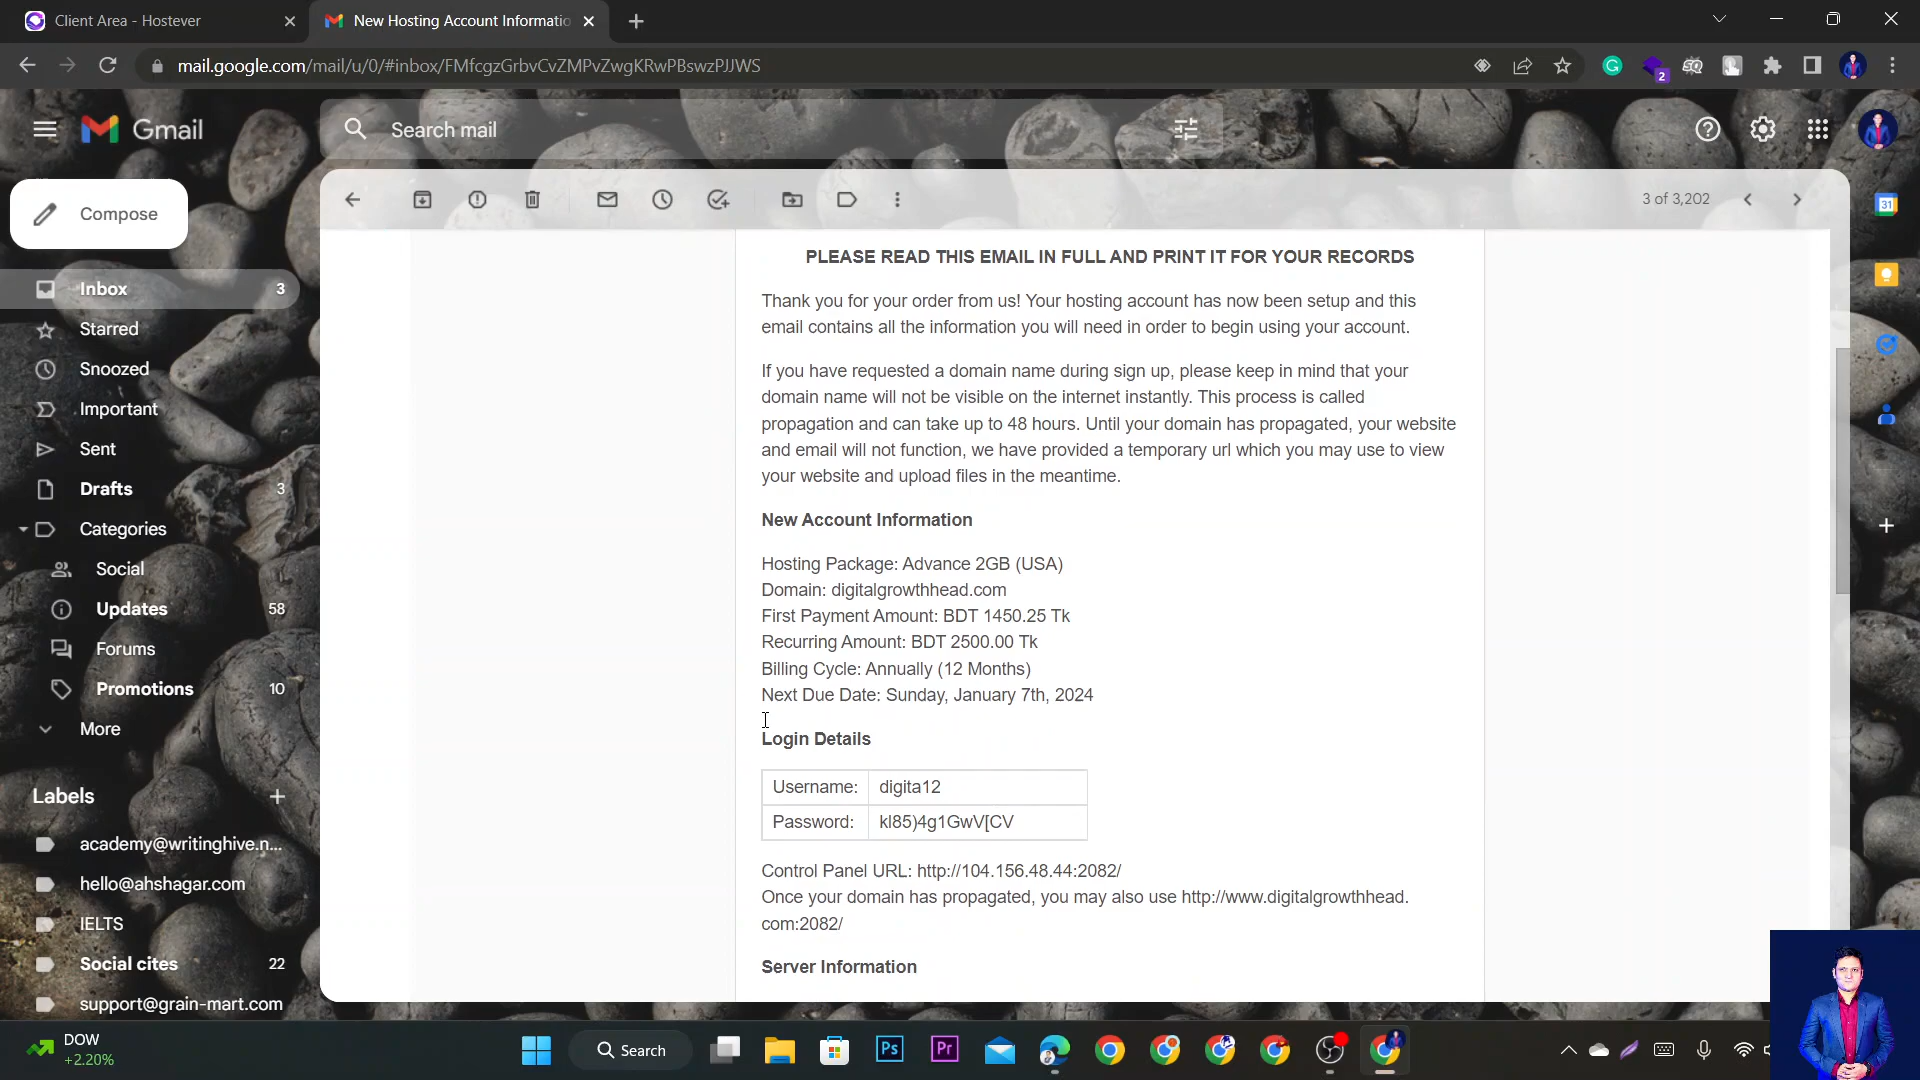 Client Area - Hostever
New Hosting Account Informatio
mail.google.com/mail/u/0/#inbox/FMfcgzGrbvCvZMPvZwgKRwPBswzPJJWS
2
Gmail
Search mail
Compose
3 of 3,202
31
Inbox 3
Starred
Snoozed
Important
Sent
Drafts 3
Categories
Social
Updates 58
Forums
Promotions 10
More
Labels
academy@writinghive.n...
hello@ahshagar.com
IELTS
Social cites 22
support@grain-mart.com
PLEASE READ THIS EMAIL IN FULL AND PRINT IT FOR YOUR RECORDS
Thank you for your order from us! Your hosting account has now been setup and this
email contains all the information you will need in order to begin using your account.
If you have requested a domain name during sign up, please keep in mind that your
domain name will not be visible on the internet instantly. This process is called
propagation and can take up to 48 hours. Until your domain has propagated, your website
and email will not function, we have provided a temporary url which you may use to view
your website and upload files in the meantime.
New Account Information
Hosting Package: Advance 2GB (USA)
Domain: digitalgrowthhead.com
First Payment Amount: BDT 1450.25 Tk
Recurring Amount: BDT 2500.00 Tk
Billing Cycle: Annually (12 Months)
Next Due Date: Sunday, January 7th, 2024
Login Details
Username: digita12
Password: kl85)4g1GwV[CV
Control Panel URL: http://104.156.48.44:2082/
Once your domain has propagated, you may also use http://www.digitalgrowthhead.
com:2082/
Server Information
DOW
+2.20%
Search
Ps
Pr